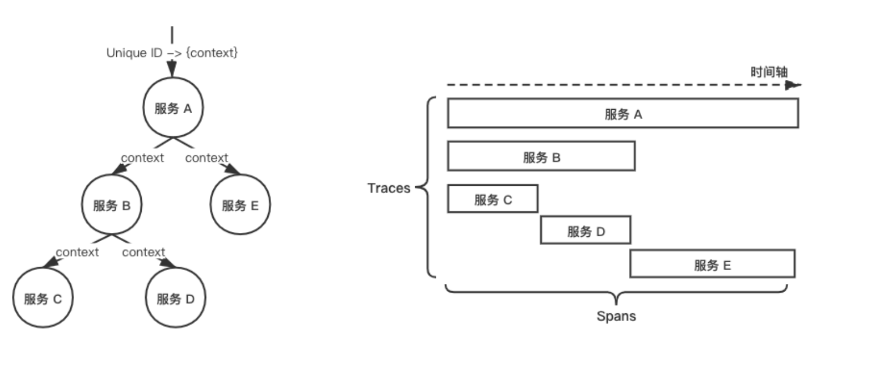 Unique ID -> {context}
服务 A
context
context
服务 B
服务 E
context
context
服务 C
服务 D
时间轴
服务 A
服务 B
Traces
服务 C
服务 D
服务 E
Spans